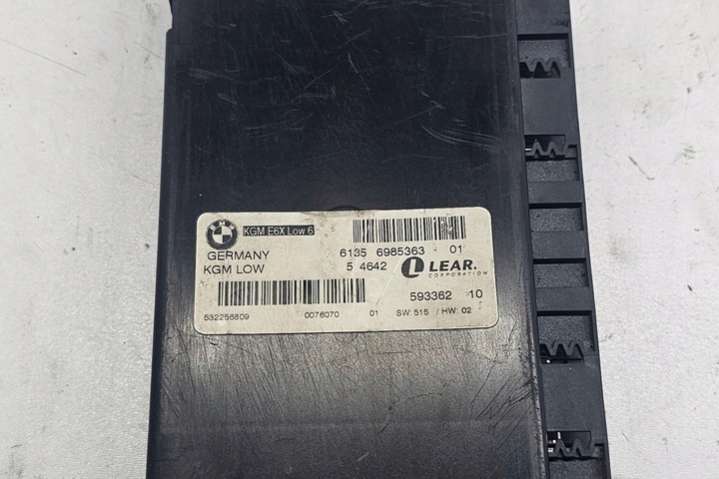 BMW KGM E6X Low 6
GERMANY 6135 6985363 01
KGM LOW 5 4642 LEAR.
CORPORATION
593362 10
532256809 0076070 01 SW: 515 / HW: 02